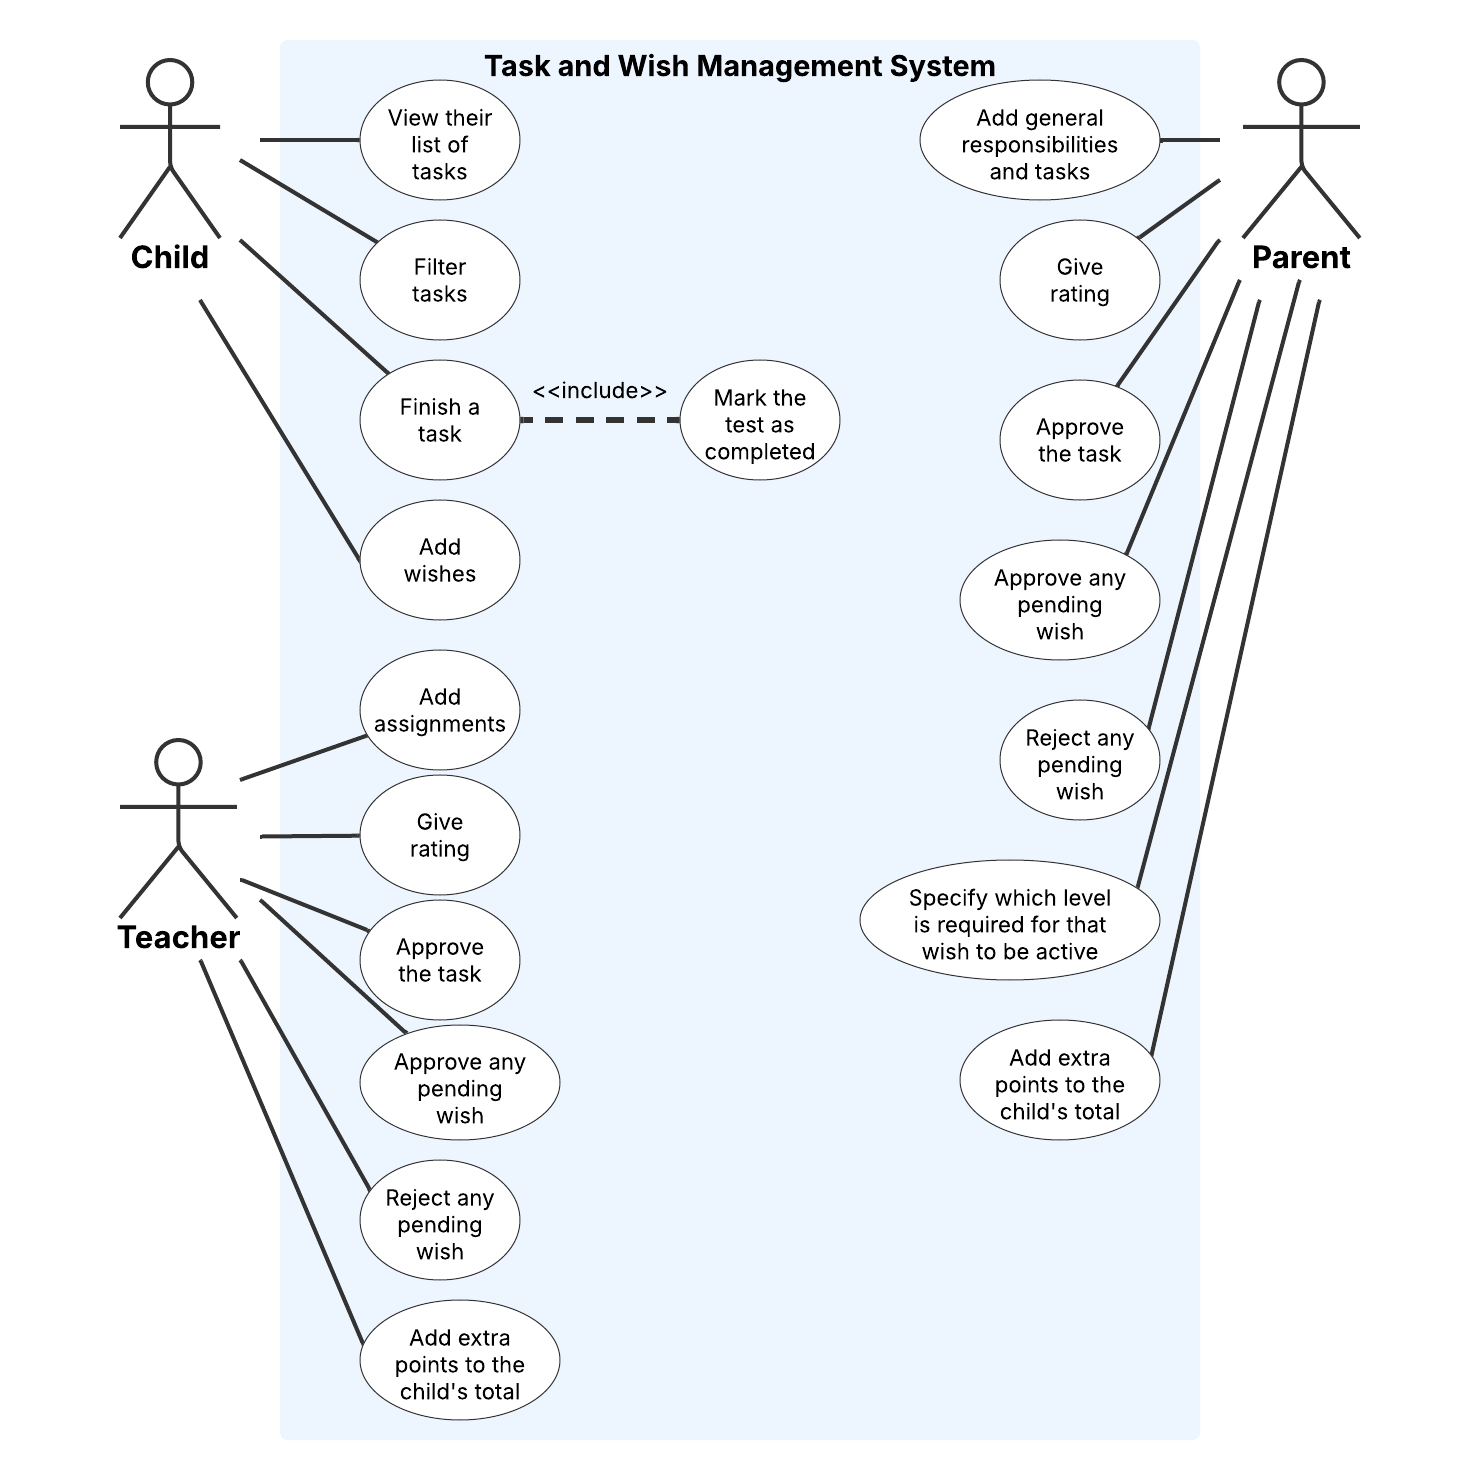 Task and Wish Management System
Child
Parent
View their
list of
tasks
Filter
tasks
Finish a
task
<<include>>
Mark the
test as
completed
Add
wishes
Add general
responsibilities
and tasks
Give
rating
Approve
the task
Approve any
pending
wish
Reject any
pending
wish
Specify which level
is required for that
wish to be active
Add extra
points to the
child's total
Teacher
Add
assignments
Give
rating
Approve
the task
Approve any
pending
wish
Reject any
pending
wish
Add extra
points to the
child's total